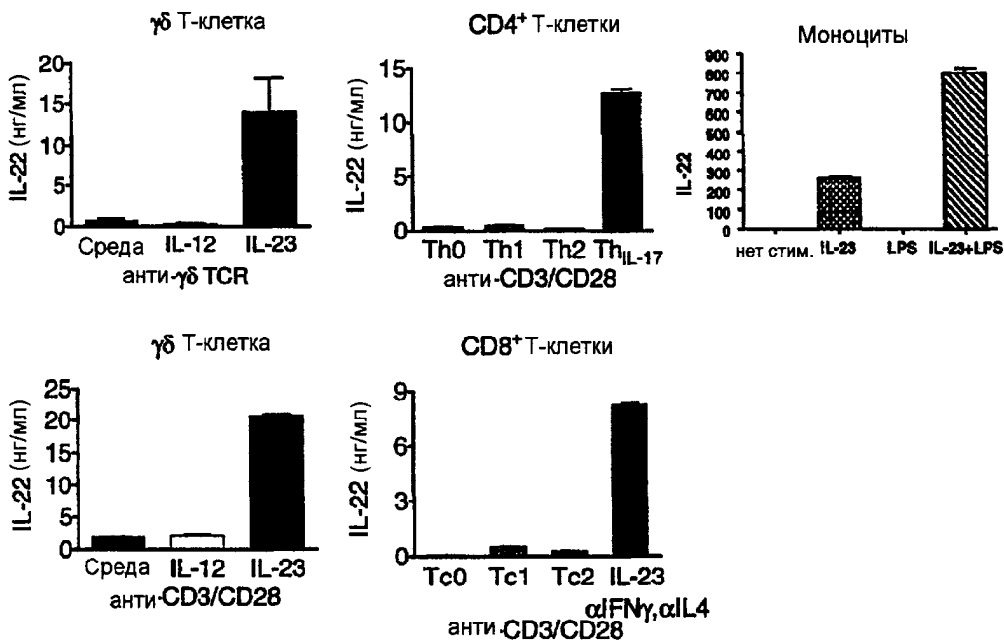 γδ Т-клетка
IL-22 (нг/мл)
20
15
10
5
0
Среда IL-12 IL-23
анти-γδ TCR
CD4+ Т-клетки
IL-22 (нг/мл)
15
10
5
0
Th0 Th1 Th2 ThIL-17
анти-CD3/CD28
Моноциты
IL-22
900
800
700
600
500
400
300
200
100
0
нет стим. IL-23 LPS IL-23+LPS
γδ Т-клетка
IL-22 (нг/мл)
25
20
15
10
5
0
Среда IL-12 IL-23
анти-CD3/CD28
CD8+ Т-клетки
IL-22 (нг/мл)
9
6
3
0
Tc0 Tc1 Tc2 IL-23
αIFNγ,αIL4
анти-CD3/CD28